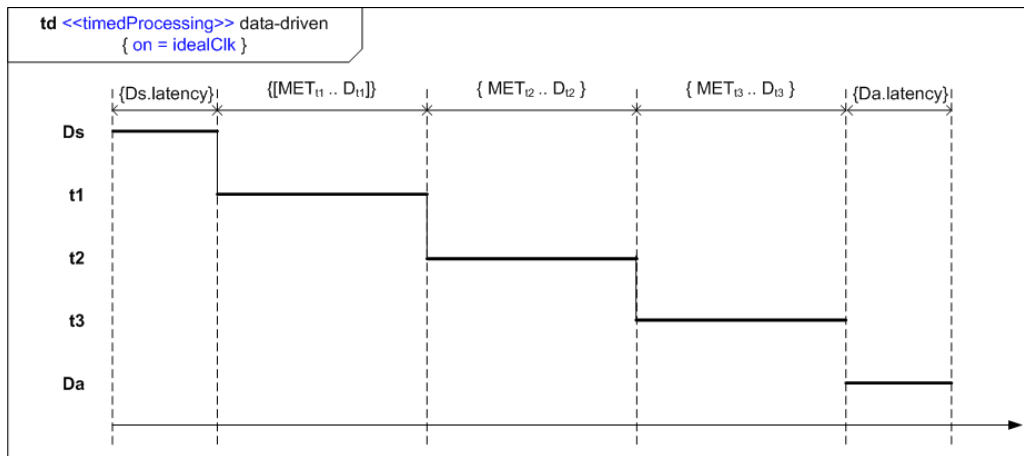 td <<timedProcessing>> data-driven
{ on = idealClk }
{Ds.latency} {[METt1 .. Dt1]} { METt2 .. Dt2 } { METt3 .. Dt3 } {Da.latency}
Ds
t1
t2
t3
Da